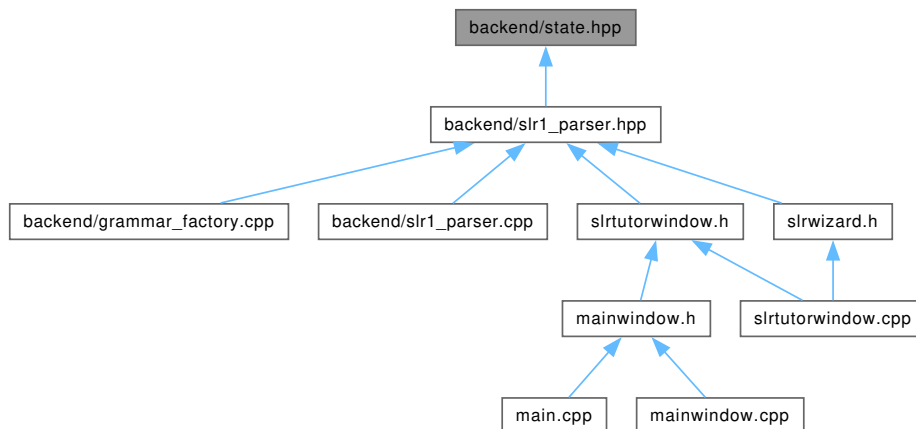 backend/state.hpp
backend/slr1_parser.hpp
backend/grammar_factory.cpp
backend/slr1_parser.cpp
slrtutorwindow.h
slrwizard.h
mainwindow.h
slrtutorwindow.cpp
main.cpp
mainwindow.cpp